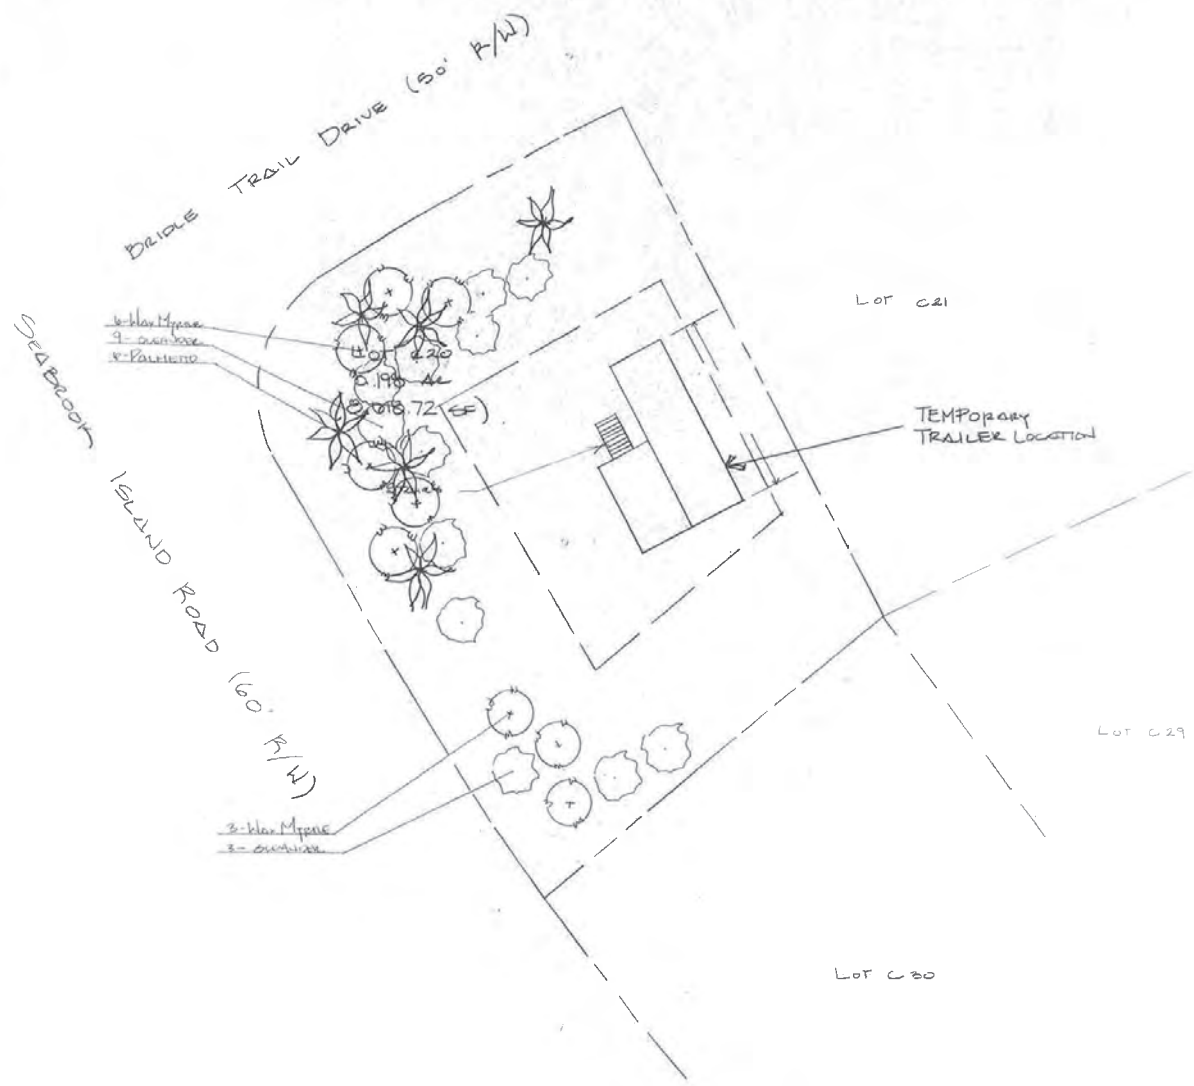 BRIDLE TRAIL DRIVE (50' R/W)
SEABROOK ISLAND ROAD (60' R/W)
6-Wax Myrtle
9- OLEANDER
8-PALMETTO
LOT C20
0.198 AC
72 SF)
LOT C21
TEMPORARY
TRAILER LOCATION
LOT C29
3-Wax Myrtle
3- OLEANDER
LOT C30